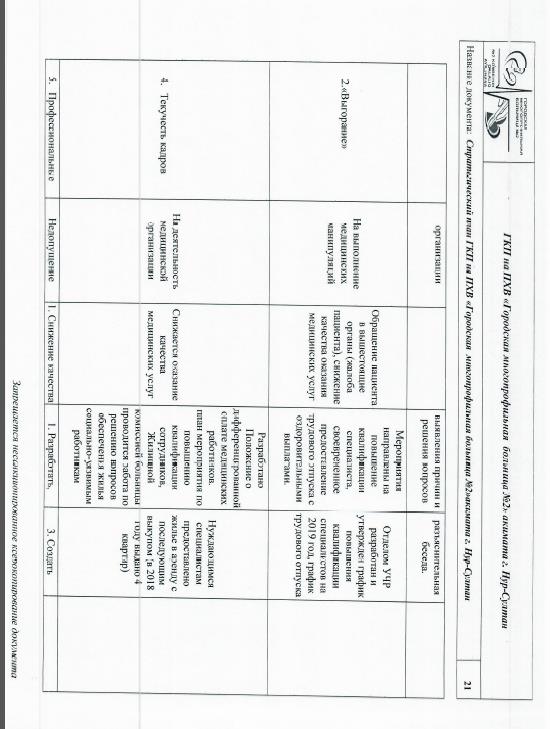 ГОРОДСКАЯ
МНОГОПРОФИЛЬНАЯ
БОЛЬНИЦА №2
ГКП на ПХВ «Городская многопрофильная больница №2» акимата г. Нур-Султан
Название документа: Стратегический план ГКП на ПХВ «Городская многопрофильная больница №2»акимата г. Нур-Султан
21
организации
выявления причин и
решения вопросов
разъяснительная
беседа.
2.«Выгорание»
На выполнение
медицинских
манипуляций
Обращение пациента
в вышестоящие
органы (жалоба
пациента), снижение
качества оказания
медицинских услуг
Мероприятия
направлены на
повышение
квалификации
специалиста,
своевременное
предоставление
трудового отпуска с
оздоровительными
выплатами.
Отделом УЧР
разработан и
утвержден график
повышения
квалификации
специалистов на
2019 год, график
трудового отпуска
4. Текучесть кадров
На деятельность
медицинской
организации
Снижается оказание
качества
медицинских услуг
Разработано
Положение о
дифференцированной
оплате медицинских
работников.
план мероприятия по
повышению
квалификации
сотрудников,
Жилищной
комиссией больницы
проводится работа по
решению вопросов
обеспечения жилья
социально-уязвимым
работникам
Нуждающимся
специалистам
предоставлено
жилье в аренду с
последующим
выкупом (в 2018
году выдано 4
квартир)
5. Профессиональные
Недопущение
1. Снижение качества
1. Разработать,
3. Создать
Запрещается несанкционированное ксерокопирование документа